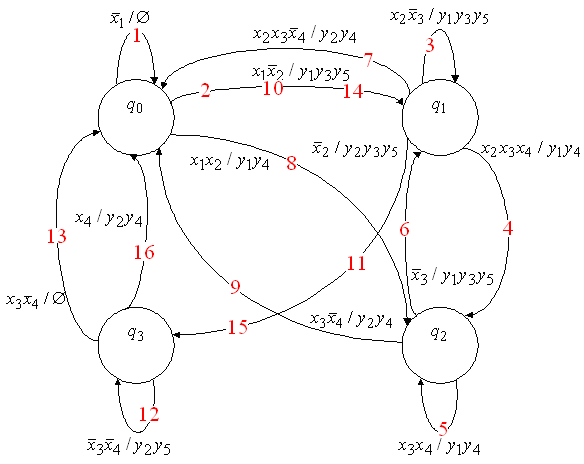 x̄₁ / ∅
1
x₂x̄₃ / y₁y₃y₅
3
x₂x₃x̄₄ / y₂y₄
7
x₁x̄₂ / y₁y₃y₅
2
10
14
q₀
q₁
x₁x₂ / y₁y₄
8
x̄₂ / y₂y₃y₅
x₂x₃x₄ / y₁y₄
x₄ / y₂y₄
13
16
6
4
11
x̄₃ / y₁y₃y₅
9
x₃x₄ / ∅
15
x₃x̄₄ / y₂y₄
q₃
q₂
12
5
x̄₃x̄₄ / y₂y₅
x₃x₄ / y₁y₄